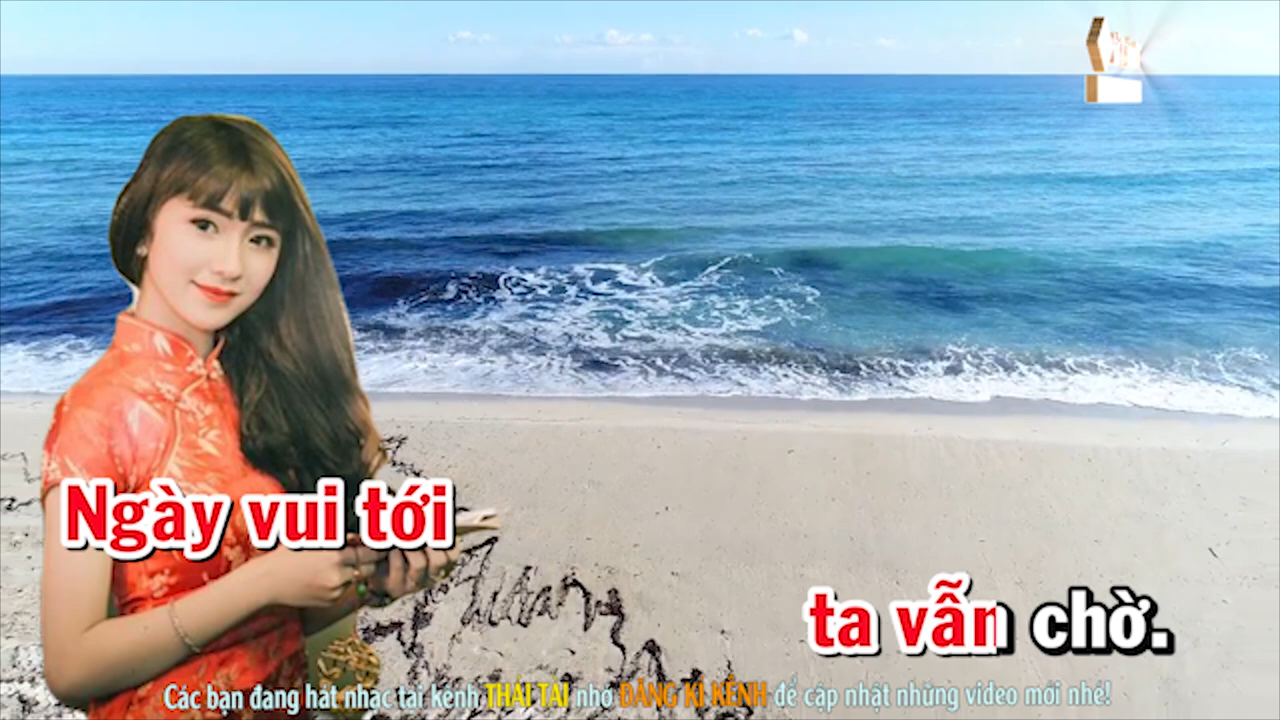 Ngày vui tới
ta vẫn chờ.
Các bạn đang hát nhạc tại kênh THÁI TÀI nhớ ĐĂNG KÍ KÊNH để cập nhật những video mới nhé!